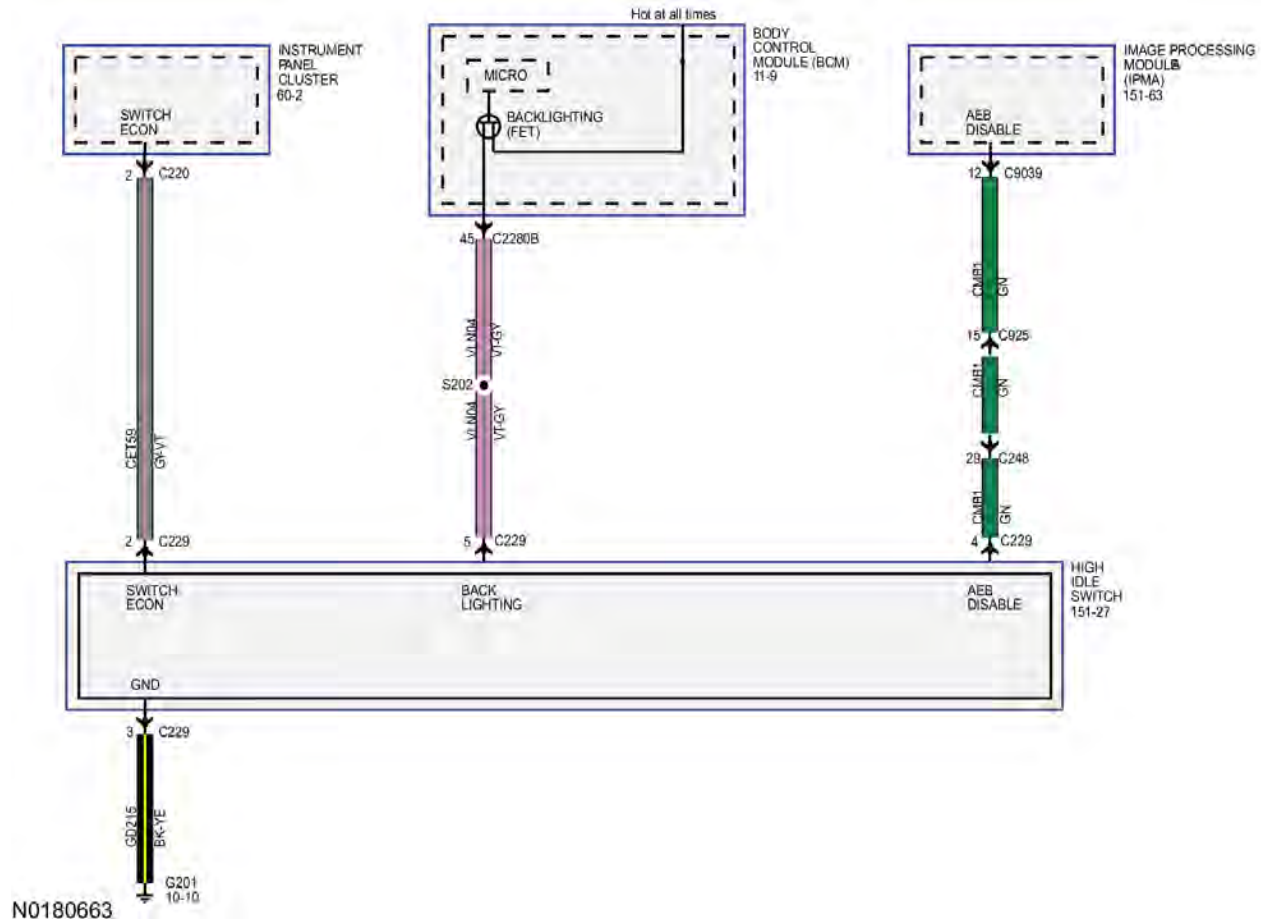 Hot at all times
INSTRUMENT
PANEL
CLUSTER
60-2
SWITCH
ECON
2 C220
BODY
CONTROL
MODULE (BCM)
11-9
MICRO
BACKLIGHTING
(FET)
45 C2280B
IMAGE PROCESSING
MODULE
(IPMA)
151-63
AEB
DISABLE
12 C9039
CET59
GY-VT
VLN04
VT-GY
S202
VLN04
VT-GY
CMB1
GN
15 C925
CMB1
GN
29 C248
CMB1
GN
2 C229
5 C229
4 C229
HIGH
IDLE
SWITCH
151-27
SWITCH
ECON
BACK
LIGHTING
AEB
DISABLE
GND
3 C229
GD215
BK-YE
G201
10-10
N0180663